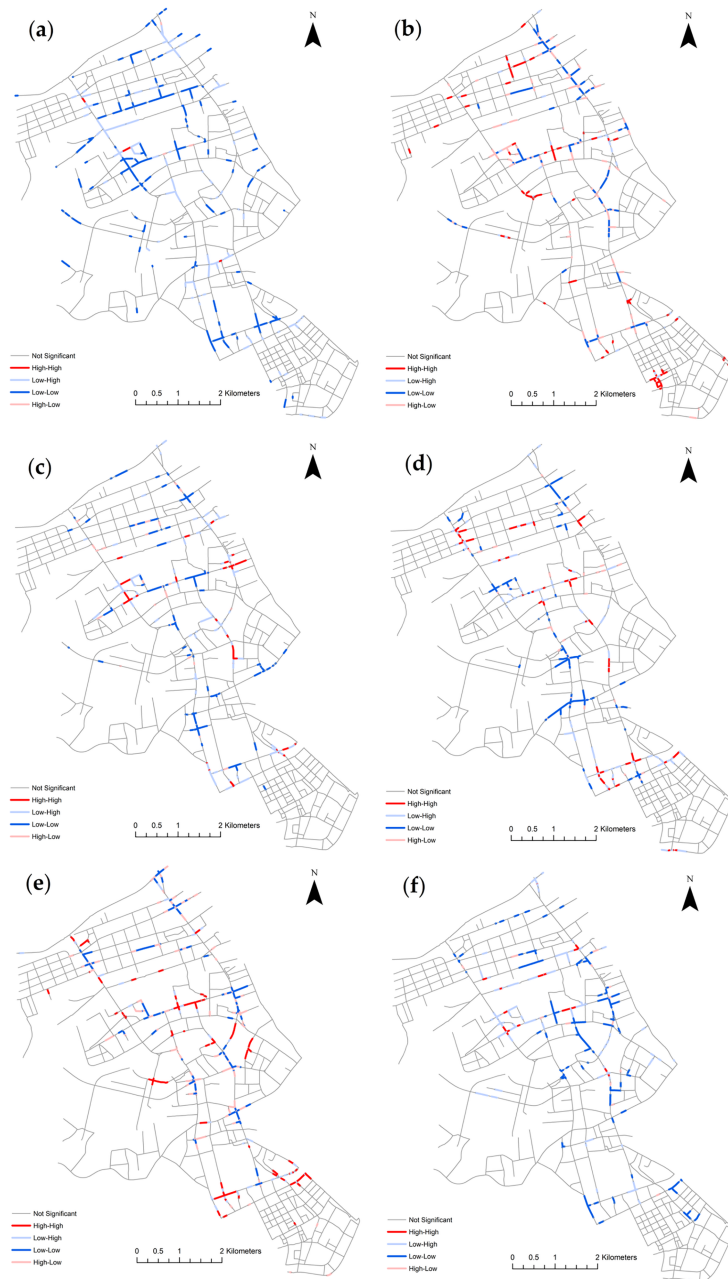 (a)
N
Not Significant
High-High
Low-High
Low-Low
High-Low
0 0.5 1 2 Kilometers
(b)
N
Not Significant
High-High
Low-High
Low-Low
High-Low
0 0.5 1 2 Kilometers
(c)
N
Not Significant
High-High
Low-High
Low-Low
High-Low
0 0.5 1 2 Kilometers
(d)
N
Not Significant
High-High
Low-High
Low-Low
High-Low
0 0.5 1 2 Kilometers
(e)
N
Not Significant
High-High
Low-High
Low-Low
High-Low
0 0.5 1 2 Kilometers
(f)
N
Not Significant
High-High
Low-High
Low-Low
High-Low
0 0.5 1 2 Kilometers